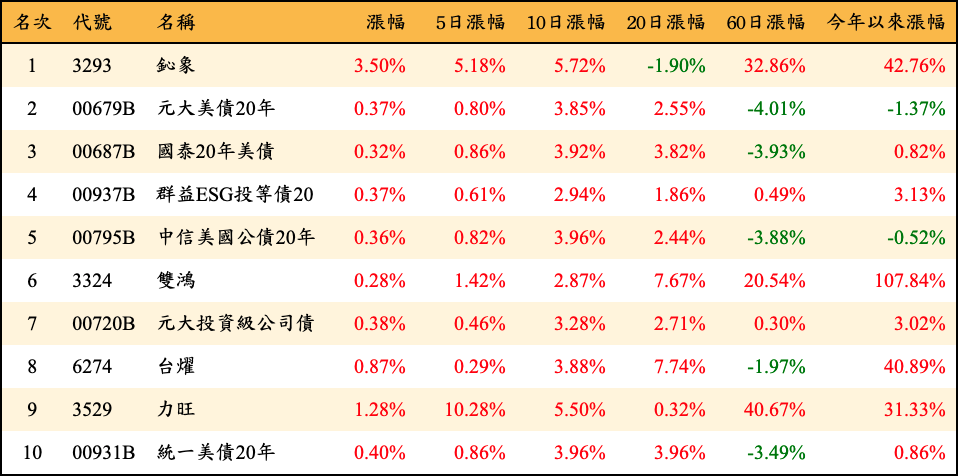 名次 代號 名稱 漲幅 5日漲幅 10日漲幅 20日漲幅 60日漲幅 今年以來漲幅
1 3293 鈊象 3.50% 5.18% 5.72% -1.90% 32.86% 42.76%
2 00679B 元大美債20年 0.37% 0.80% 3.85% 2.55% -4.01% -1.37%
3 00687B 國泰20年美債 0.32% 0.86% 3.92% 3.82% -3.93% 0.82%
4 00937B 群益ESG投等債20 0.37% 0.61% 2.94% 1.86% 0.49% 3.13%
5 00795B 中信美國公債20年 0.36% 0.82% 3.96% 2.44% -3.88% -0.52%
6 3324 雙鴻 0.28% 1.42% 2.87% 7.67% 20.54% 107.84%
7 00720B 元大投資級公司債 0.38% 0.46% 3.28% 2.71% 0.30% 3.02%
8 6274 台燿 0.87% 0.29% 3.88% 7.74% -1.97% 40.89%
9 3529 力旺 1.28% 10.28% 5.50% 0.32% 40.67% 31.33%
10 00931B 統一美債20年 0.40% 0.86% 3.96% 3.96% -3.49% 0.86%